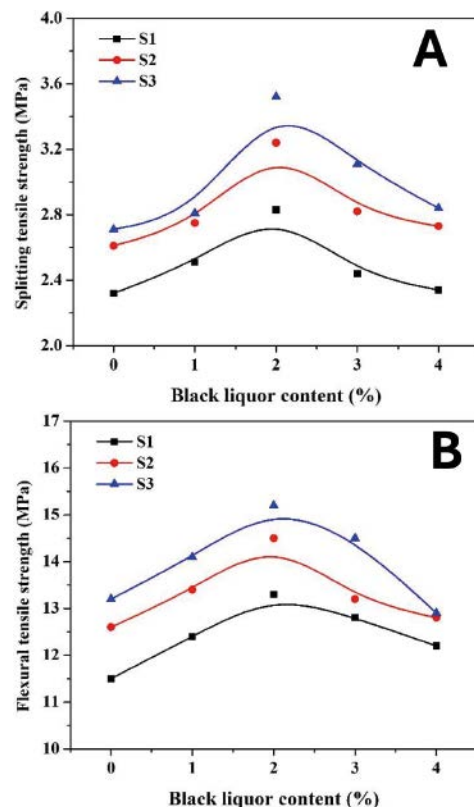 A
S1
S2
S3
4.0
3.6
3.2
2.8
2.4
2.0
Splitting tensile strength (MPa)
0 1 2 3 4
Black liquor content (%)
B
S1
S2
S3
17
16
15
14
13
12
11
10
Flexural tensile strength (MPa)
0 1 2 3 4
Black liquor content (%)